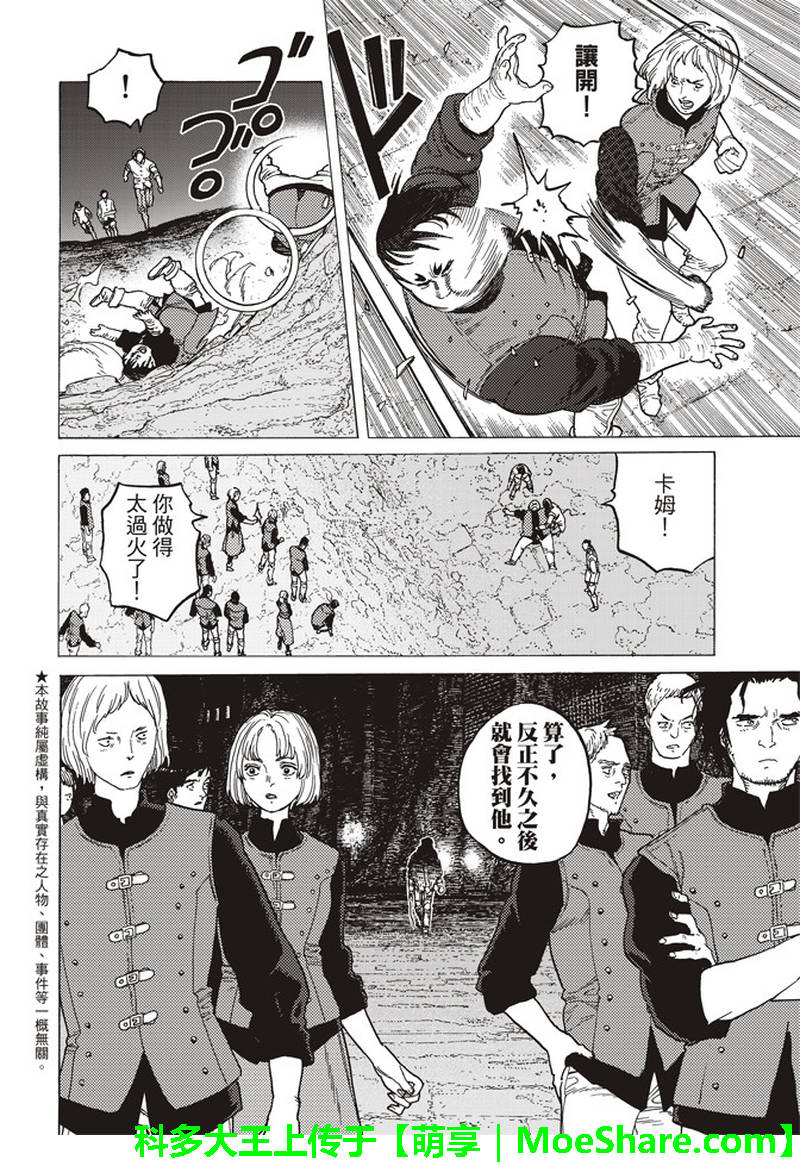 讓
開！
ドッ
！
ゴ
ゴ
卡
姆！
你做得
太過火了！
算了，
反正不久之後
就會找到他。
★本故事純屬虛構，與真實存在之人物、團體、事件等一概無關。
科多大王上传于【萌享 | MoeShare.com】